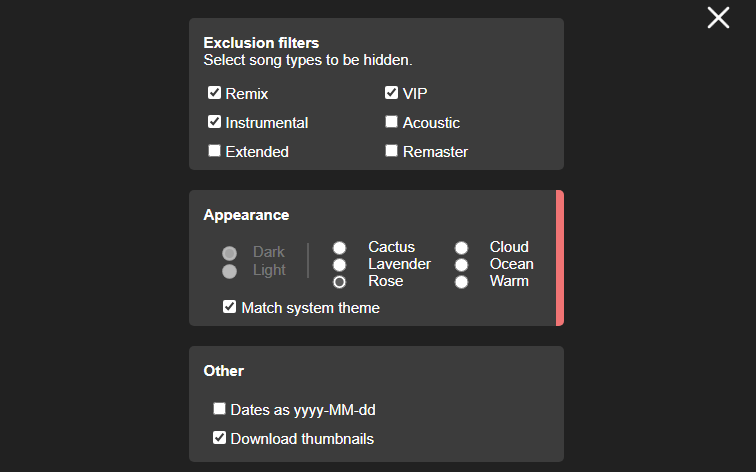 Exclusion filters
Select song types to be hidden.
Remix
VIP
Instrumental
Acoustic
Extended
Remaster
Appearance
Dark
Light
Cactus
Lavender
Rose
Cloud
Ocean
Warm
Match system theme
Other
Dates as yyyy-MM-dd
Download thumbnails